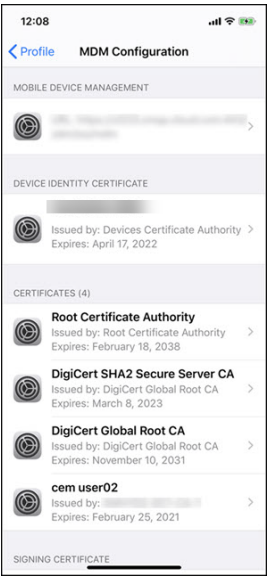 12:08
Profile
MDM Configuration
MOBILE DEVICE MANAGEMENT
DEVICE IDENTITY CERTIFICATE
Issued by: Devices Certificate Authority
Expires: April 17, 2022
CERTIFICATES (4)
Root Certificate Authority
Issued by: Root Certificate Authority
Expires: February 18, 2038
DigiCert SHA2 Secure Server CA
Issued by: DigiCert Global Root CA
Expires: March 8, 2023
DigiCert Global Root CA
Issued by: DigiCert Global Root CA
Expires: November 10, 2031
cem user02
Issued by:
Expires: February 25, 2021
SIGNING CERTIFICATE